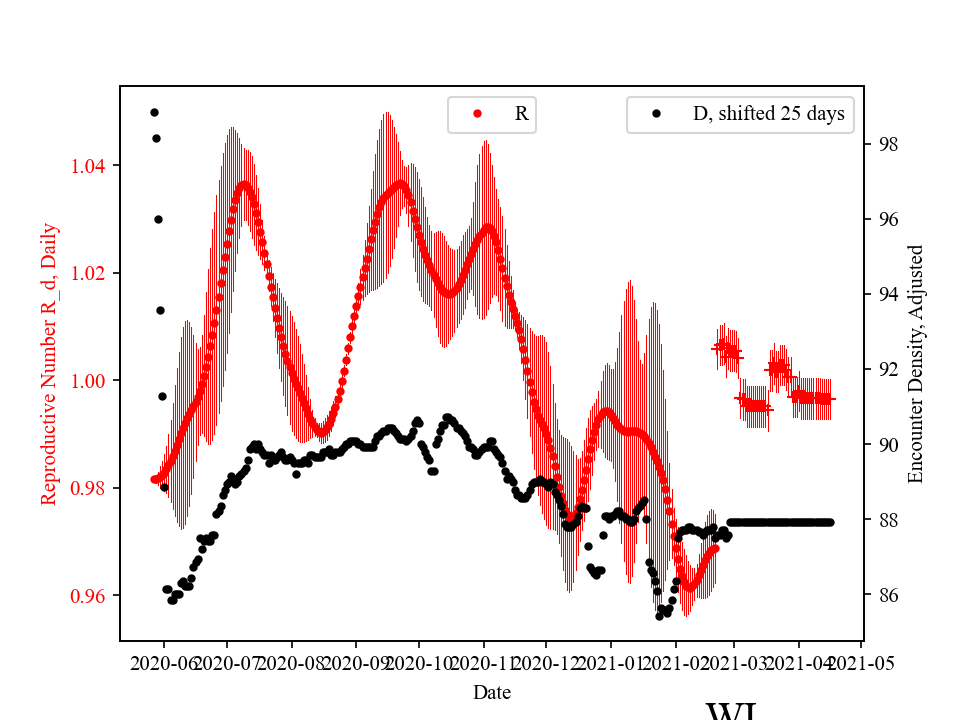 R
D, shifted 25 days
Reproductive Number R_d, Daily
1.04
1.02
1.00
0.98
0.96
98
96
94
92
90
88
86
Encounter Density, Adjusted
2020-06 2020-07 2020-08 2020-09 2020-10 2020-11 2020-12 2021-01 2021-02 2021-03 2021-04 2021-05
Date
WI